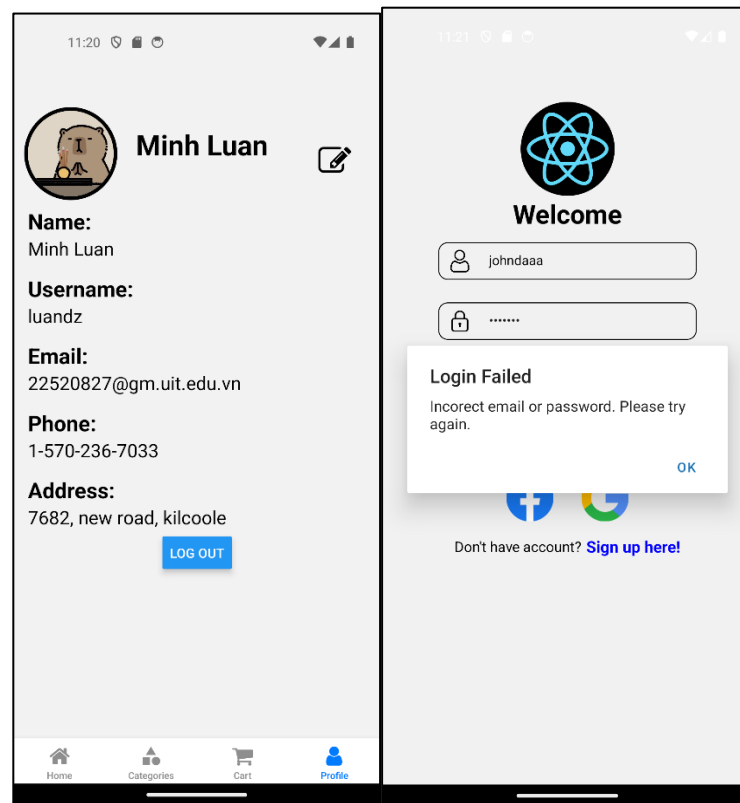 11:20
Minh Luan
Name:
Minh Luan
Username:
luandz
Email:
22520827@gm.uit.edu.vn
Phone:
1-570-236-7033
Address:
7682, new road, kilcoole
LOG OUT
Home
Categories
Cart
Profile
11:21
Welcome
johndaaa
•••••••
Login Failed
Incorect email or password. Please try
again.
OK
Don't have account? Sign up here!